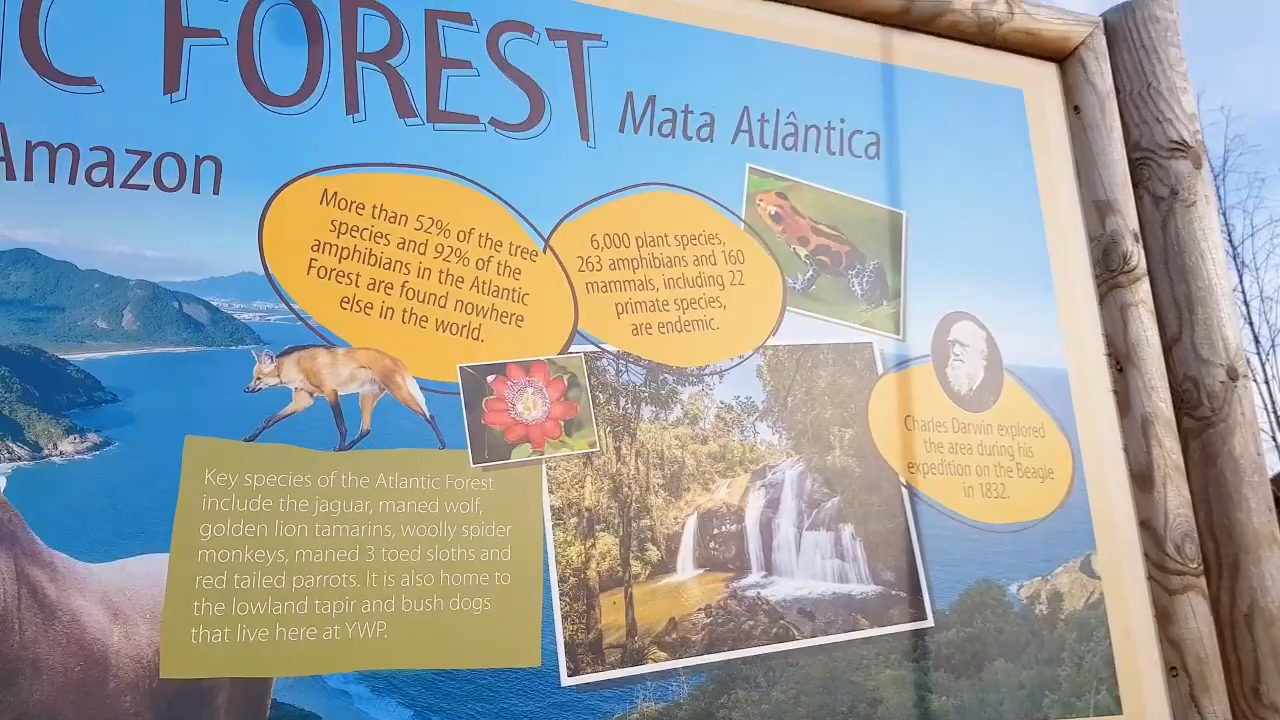 IC FOREST Mata Atlântica
Amazon
More than 52% of the tree
species and 92% of the
amphibians in the Atlantic
Forest are found nowhere
else in the world.
6,000 plant species,
263 amphibians and 160
mammals, including 22
primate species,
are endemic.
Charles Darwin explored
the area during his
expedition on the Beagle
in 1832.
Key species of the Atlantic Forest
include the jaguar, maned wolf,
golden lion tamarins, woolly spider
monkeys, maned 3 toed sloths and
red tailed parrots. It is also home to
the lowland tapir and bush dogs
that live here at YWP.